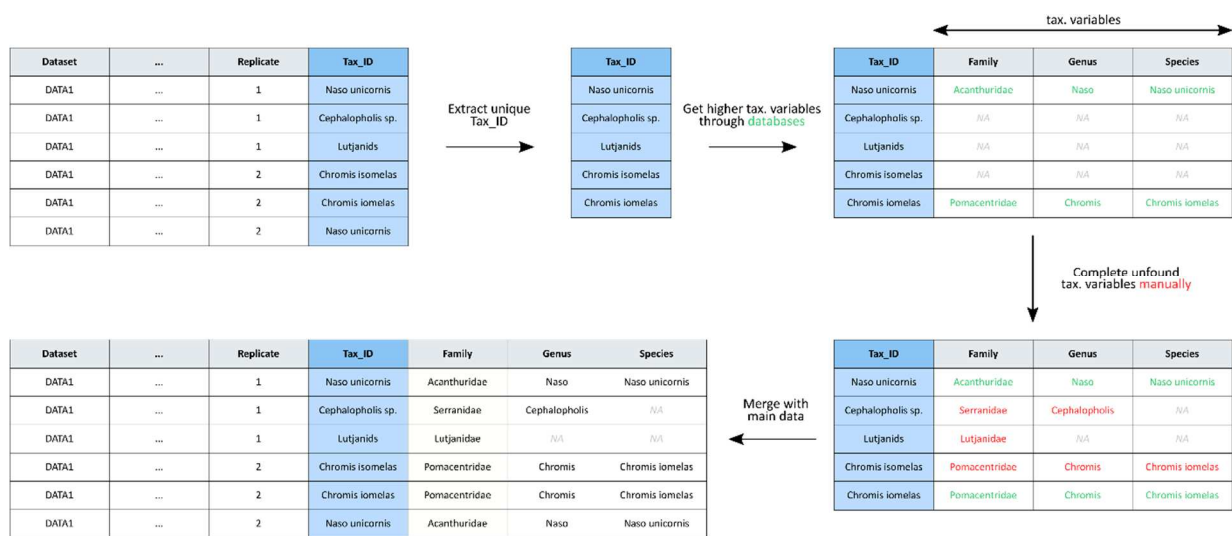 tax. variables
Dataset ... Replicate Tax_ID
DATA1 ... 1 Naso unicornis
DATA1 ... 1 Cephalopholis sp.
DATA1 ... 1 Lutjanids
DATA1 ... 2 Chromis isomelas
DATA1 ... 2 Chromis iomelas
DATA1 ... 2 Naso unicornis
Extract unique
Tax_ID
Tax_ID
Naso unicornis
Cephalopholis sp.
Lutjanids
Chromis isomelas
Chromis iomelas
Get higher tax. variables
through databases
Tax_ID Family Genus Species
Naso unicornis Acanthuridae Naso Naso unicornis
Cephalopholis sp. NA NA NA
Lutjanids NA NA NA
Chromis isomelas NA NA NA
Chromis iomelas Pomacentridae Chromis Chromis iomelas
Complete unfound
tax. variables manually
Tax_ID Family Genus Species
Naso unicornis Acanthuridae Naso Naso unicornis
Cephalopholis sp. Serranidae Cephalopholis NA
Lutjanids Lutjanidae NA NA
Chromis isomelas Pomacentridae Chromis Chromis iomelas
Chromis iomelas Pomacentridae Chromis Chromis iomelas
Merge with
main data
Dataset ... Replicate Tax_ID Family Genus Species
DATA1 ... 1 Naso unicornis Acanthuridae Naso Naso unicornis
DATA1 ... 1 Cephalopholis sp. Serranidae Cephalopholis NA
DATA1 ... 1 Lutjanids Lutjanidae NA NA
DATA1 ... 2 Chromis isomelas Pomacentridae Chromis Chromis iomelas
DATA1 ... 2 Chromis iomelas Pomacentridae Chromis Chromis iomelas
DATA1 ... 2 Naso unicornis Acanthuridae Naso Naso unicornis